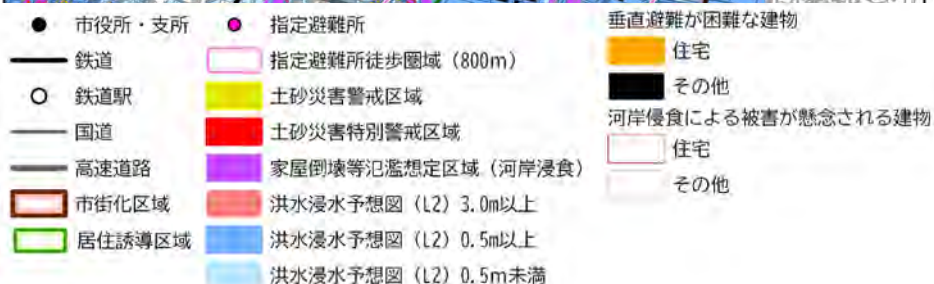 市役所・支所
鉄道
鉄道駅
国道
高速道路
市街化区域
居住誘導区域
指定避難所
指定避難所徒歩圏域（800m）
土砂災害警戒区域
土砂災害特別警戒区域
家屋倒壊等氾濫想定区域（河岸浸食）
洪水浸水予想図（L2）3.0m以上
洪水浸水予想図（L2）0.5m以上
洪水浸水予想図（L2）0.5m未満
垂直避難が困難な建物
住宅
その他
河岸侵食による被害が懸念される建物
住宅
その他